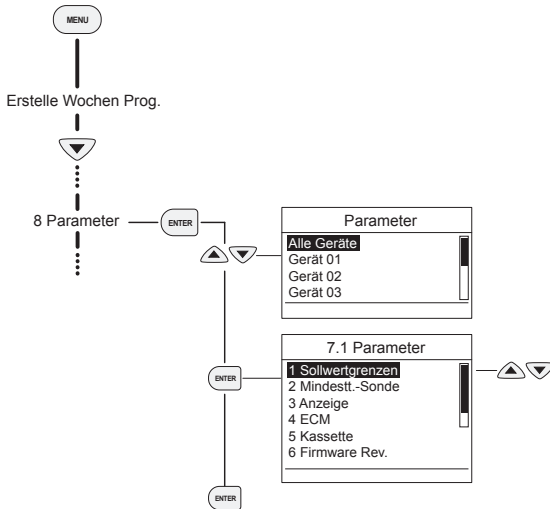 MENU
Erstelle Wochen Prog.
8 Parameter
ENTER
Parameter
Alle Geräte
Gerät 01
Gerät 02
Gerät 03
ENTER
7.1 Parameter
1 Sollwertgrenzen
2 Mindestt.-Sonde
3 Anzeige
4 ECM
5 Kassette
6 Firmware Rev.
ENTER